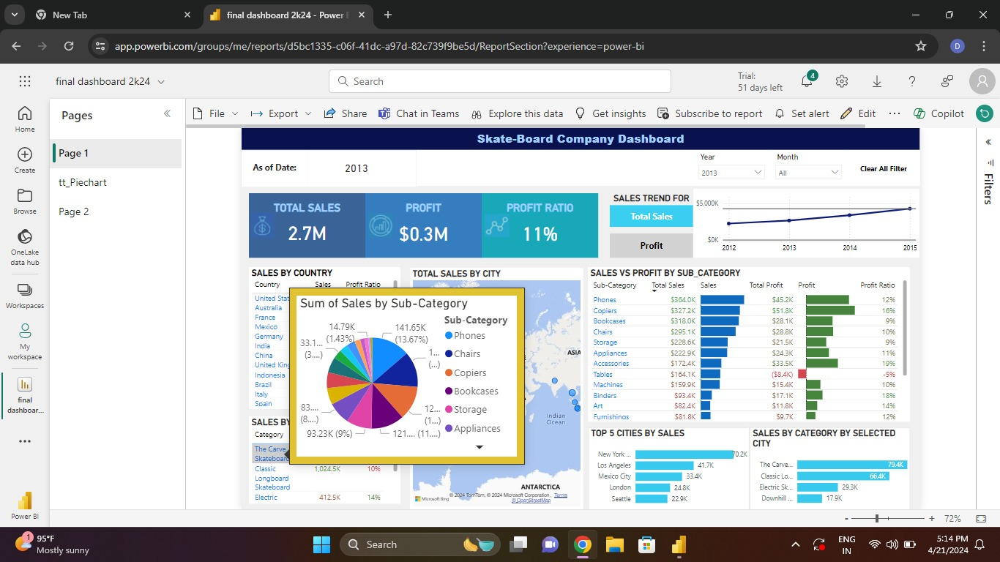 New Tab
final dashboard 2k24 - Power
app.powerbi.com/groups/me/reports/d5bc1335-c06f-41dc-a97d-82c739f9be5d/ReportSection?experience=power-bi
D
final dashboard 2k24
Search
Trial:
51 days left
4
Home
Create
Browse
OneLake
data hub
Workspaces
My
workspace
final
dashboar...
Power BI
Pages
Page 1
tt_Piechart
Page 2
File
Export
Share
Chat in Teams
Explore this data
Get insights
Subscribe to report
Set alert
Edit
Copilot
Filters
Skate-Board Company Dashboard
As of Date:
2013
Year
2013
Month
All
Clear All Filter
TOTAL SALES
2.7M
PROFIT
$0.3M
PROFIT RATIO
11%
SALES TREND FOR
Total Sales
Profit
$5,000K
$0K
2012 2013 2014 2015
SALES BY COUNTRY
Country Sales Profit Ratio
United Stat
Australia
France
Mexico
Germany
India
China
United King
Indonesia
Brazil
Italy
Spain
SALES BY
Category
The Carve
Skateboard
Classic 1,024.5K 10%
Longboard
Skateboard
Electric 412.5K 14%
Sum of Sales by Sub-Category
14.79K
(1.43%)
141.65K
(13.67%)
33.1...
(3....)
1...
(...)
83....
(8....)
12...
(1...)
93.23K (9%)
121.... (11....)
Sub-Category
Phones
Chairs
Copiers
Bookcases
Storage
Appliances
TOTAL SALES BY CITY
ASIA
Indian
Ocean
ANTARCTICA
Microsoft Bing
© 2024 TomTom, © 2024 Microsoft Corporation, Terms
© OpenStreetMap
SALES VS PROFIT BY SUB_CATEGORY
Sub-Category Total Sales Sales Total Profit Profit Profit Ratio
Phones $364.0K $45.2K 12%
Copiers $327.2K $51.8K 16%
Bookcases $318.0K $28.1K 9%
Chairs $295.1K $28.8K 10%
Storage $228.6K $21.5K 9%
Appliances $222.9K $24.3K 11%
Accessories $172.4K $33.5K 19%
Tables $164.1K ($8.4K) -5%
Machines $159.9K $15.4K 10%
Binders $93.4K $17.1K 18%
Art $82.4K $11.8K 14%
Furnishings $81.8K $9.7K 12%
TOP 5 CITIES BY SALES
New York ... 70.2K
Los Angeles 41.7K
Mexico City 33.4K
London 24.8K
Seattle 22.9K
SALES BY CATEGORY BY SELECTED
CITY
The Carve... 79.4K
Classic Lo... 66.4K
Electric Sk... 29.3K
Downhill ... 17.9K
- + 72%
1
95°F
Mostly sunny
Search
ENG
IN
5:14 PM
4/21/2024